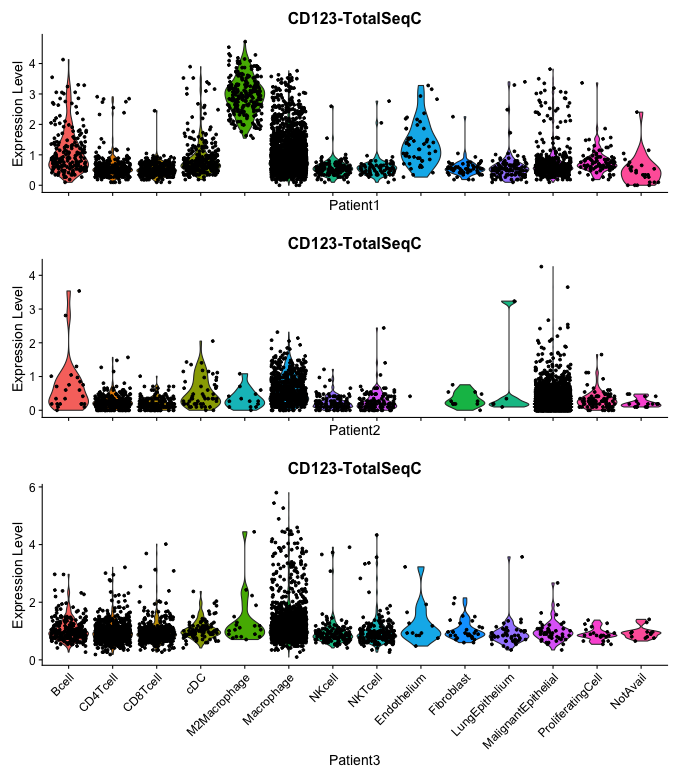 CD123-TotalSeqC
Expression Level
4
3
2
1
0
Patient1
CD123-TotalSeqC
Expression Level
4
3
2
1
0
Patient2
CD123-TotalSeqC
Expression Level
6
4
2
0
Bcell
CD4Tcell
CD8Tcell
cDC
M2Macrophage
Macrophage
NKcell
NKTcell
Endothelium
Fibroblast
LungEpithelium
MalignantEpithelial
ProliferatingCell
NotAvail
Patient3